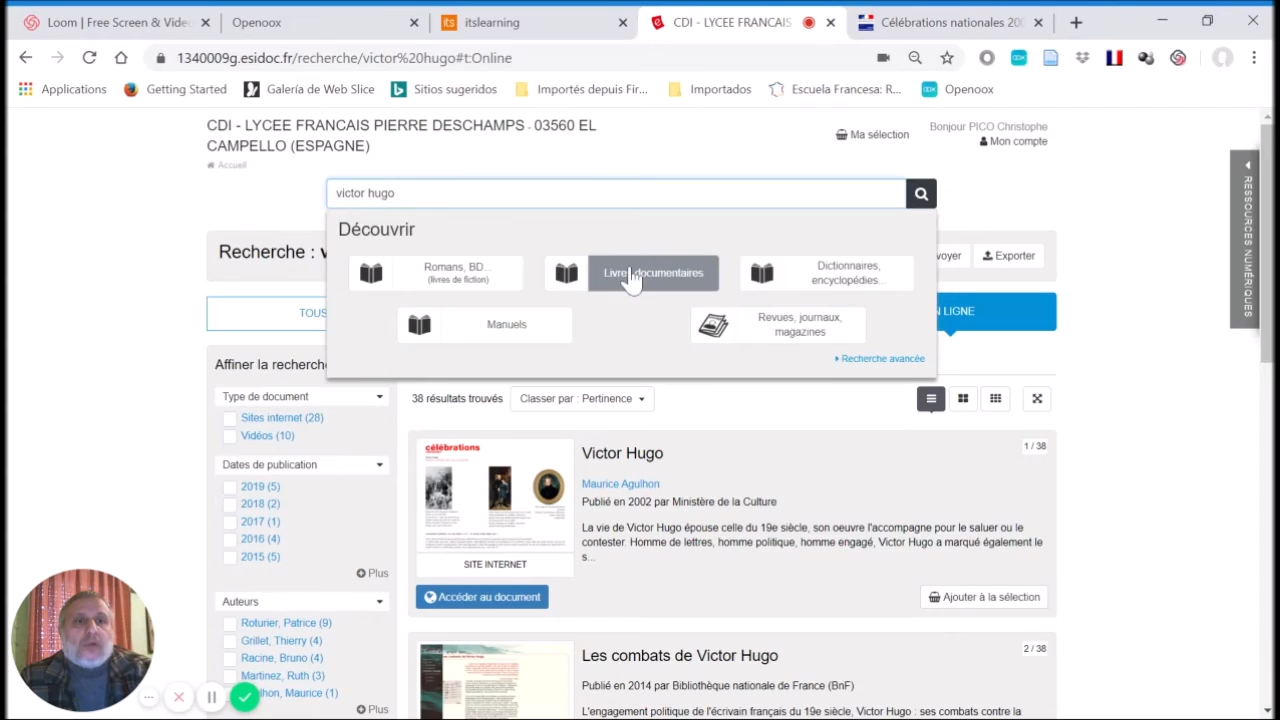 Loom | Free Screen & Vide
Openoox
itslearning
CDI - LYCEE FRANCAIS
Célébrations nationales 200
1340009g.esidoc.fr/recherche/victor%20hugo#t:Online
Applications
Getting Started
Galería de Web Slice
Sitios sugeridos
Importés depuis Fir...
Importados
Escuela Francesa: R...
Openoox
CDI - LYCEE FRANCAIS PIERRE DESCHAMPS - 03560 EL
CAMPELLO (ESPAGNE)
Accueil
Ma sélection
Bonjour PICO Christophe
Mon compte
victor hugo
RESSOURCES NUMÉRIQUES
Découvrir
Romans, BD...
(livres de fiction)
Livres documentaires
Dictionnaires,
encyclopédies...
Manuels
Revues, journaux,
magazines
Recherche avancée
Recherche : v
voyer
Exporter
TOUS
N LIGNE
Affiner la recherche
Type de document
Sites internet (28)
Vidéos (10)
Dates de publication
2019 (5)
2018 (2)
2017 (1)
2016 (4)
2015 (5)
Plus
Auteurs
Roturier, Patrice (9)
Grillet, Thierry (4)
Racine, Bruno (4)
Martinez, Ruth (3)
hon, Maurice (1)
Plus
38 résultats trouvés
Classer par : Pertinence
célébrations
SITE INTERNET
Victor Hugo
1 / 38
Maurice Agulhon
Publié en 2002 par Ministère de la Culture
La vie de Victor Hugo épouse celle du 19e siècle, son oeuvre l'accompagne pour le saluer ou le
contester. Homme de lettres, homme politique, homme engagé, Victor Hugo a marqué également le
s...
Accéder au document
Ajouter à la sélection
Les combats de Victor Hugo
2 / 38
Publié en 2014 par Bibliothèque nationale de France (BnF)
L'engagement politique de l'écrivain français du 19e siècle, Victor Hugo : ses combats contre la